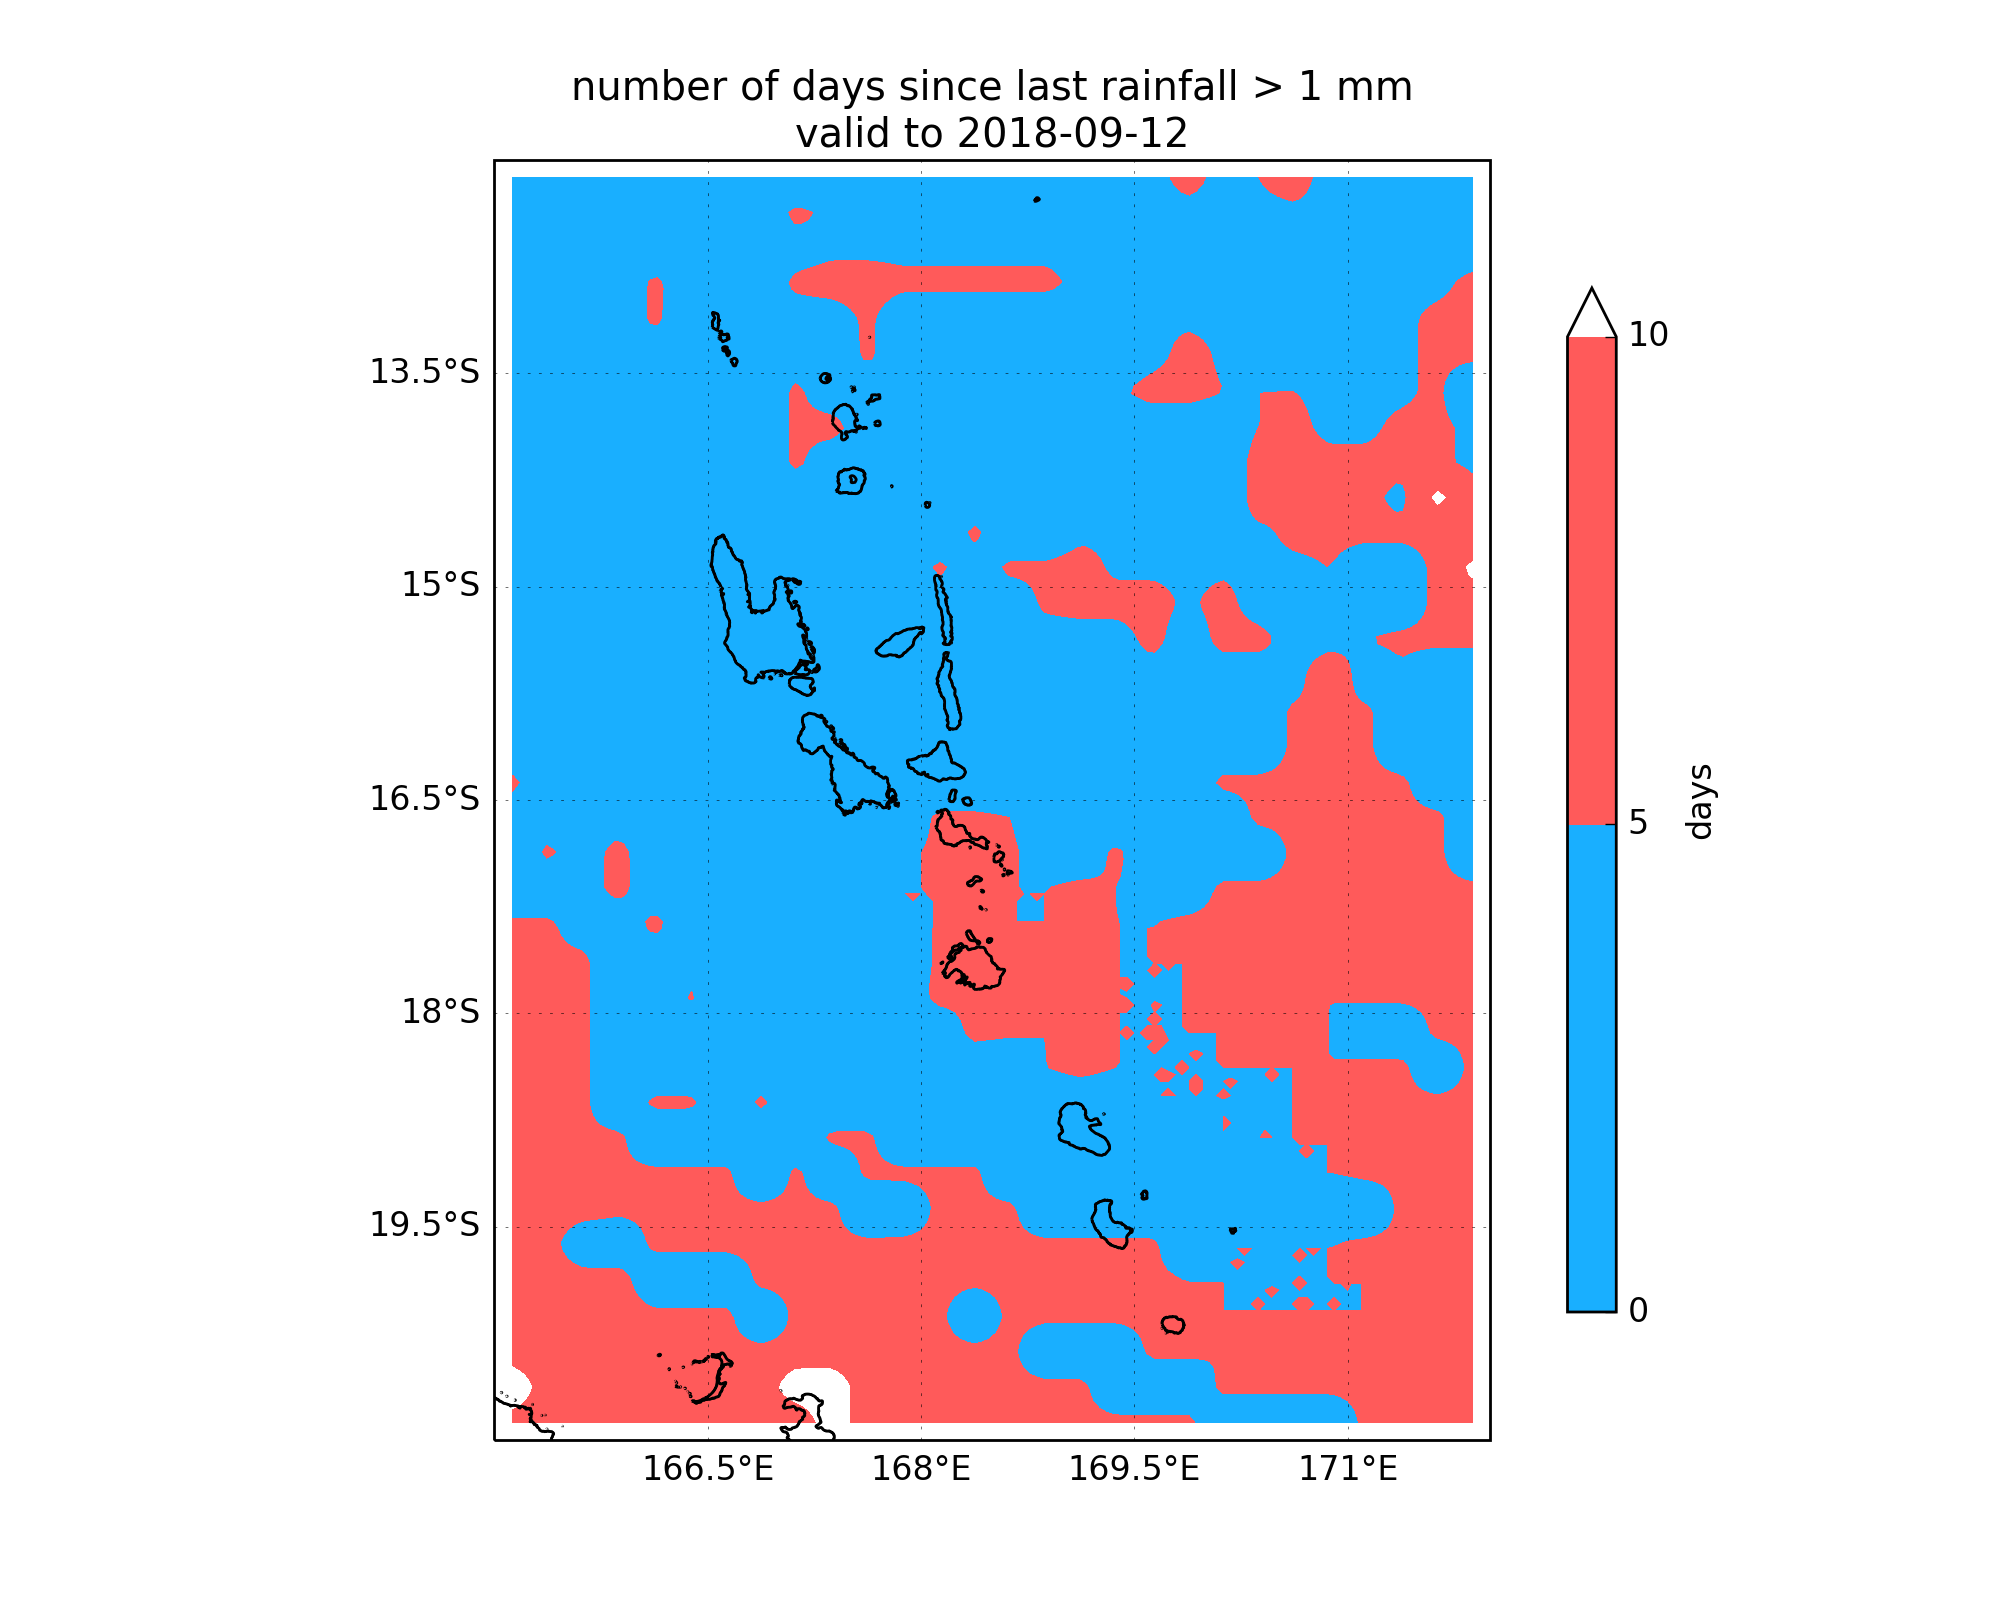 number of days since last rainfall > 1 mm
valid to 2018-09-12
13.5°S
15°S
16.5°S
18°S
19.5°S
166.5°E
168°E
169.5°E
171°E
10
5
0
days